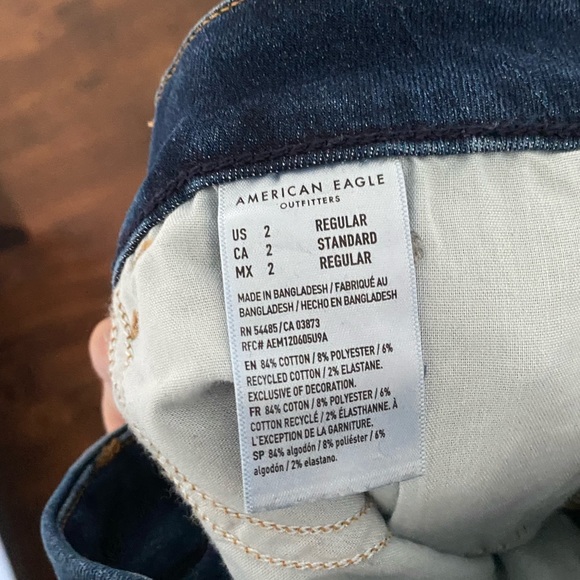 AMERICAN EAGLE
OUTFITTERS
US 2 REGULAR
CA 2 STANDARD
MX 2 REGULAR
MADE IN BANGLADESH / FABRIQUÉ AU
BANGLADESH / HECHO EN BANGLADESH
RN 54485/CA 03873
RFC# AEM120605U9A
EN 84% COTTON / 8% POLYESTER / 6%
RECYCLED COTTON / 2% ELASTANE.
EXCLUSIVE OF DECORATION.
FR 84% COTON / 8% POLYESTER / 6%
COTTON RECYCLÉ / 2% ÉLASTHANNE. À
L'EXCEPTION DE LA GARNITURE.
SP 84% algodón / 8% poliéster / 6%
algodón / 2% elastano.